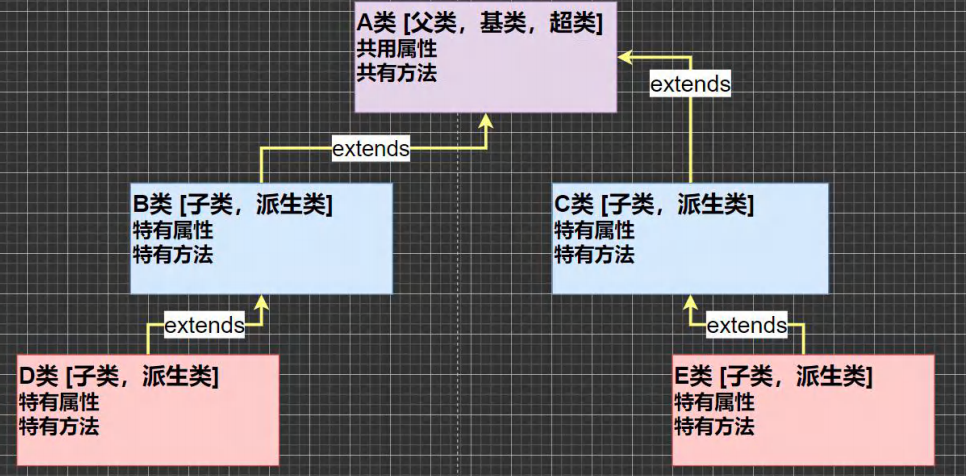 A类 [父类，基类，超类]
共用属性
共有方法
extends
extends
B类 [子类，派生类]
特有属性
特有方法
C类 [子类，派生类]
特有属性
特有方法
extends
extends
D类 [子类，派生类]
特有属性
特有方法
E类 [子类，派生类]
特有属性
特有方法